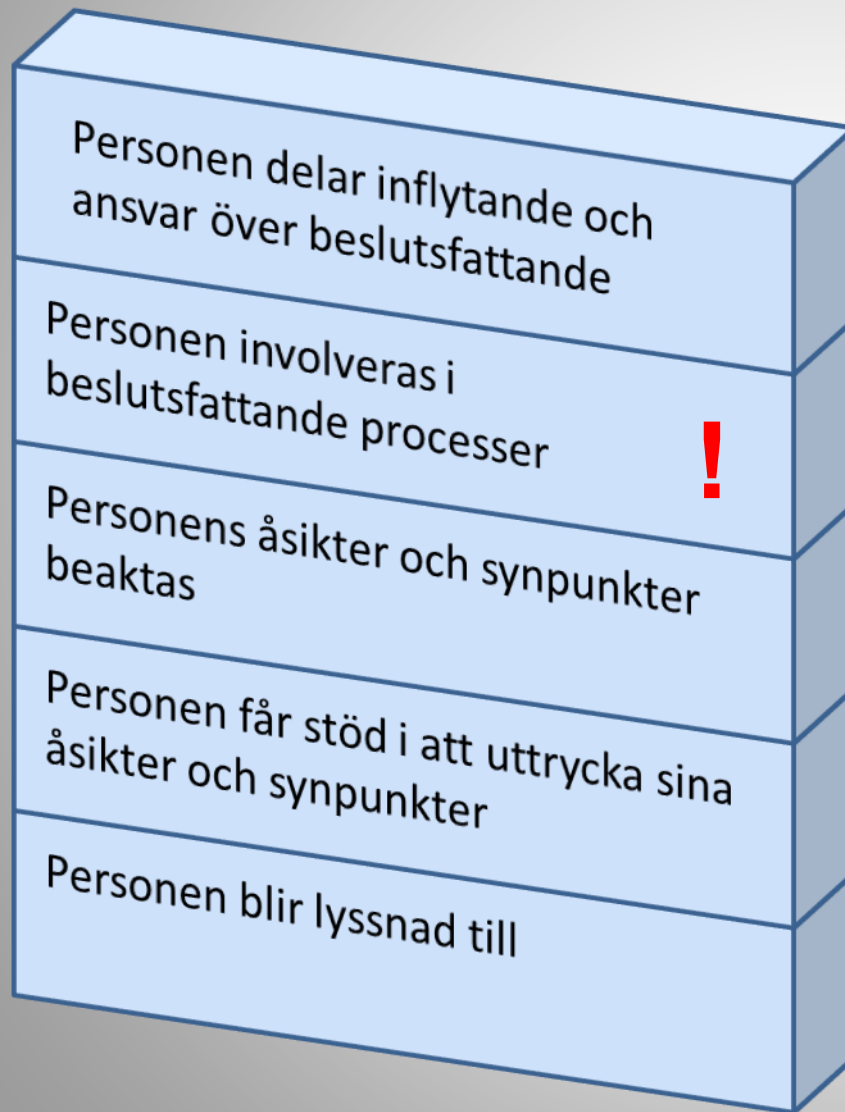 Personen delar inflytande och
ansvar över beslutsfattande
Personen involveras i
beslutsfattande processer
!
Personens åsikter och synpunkter
beaktas
Personen får stöd i att uttrycka sina
åsikter och synpunkter
Personen blir lyssnad till